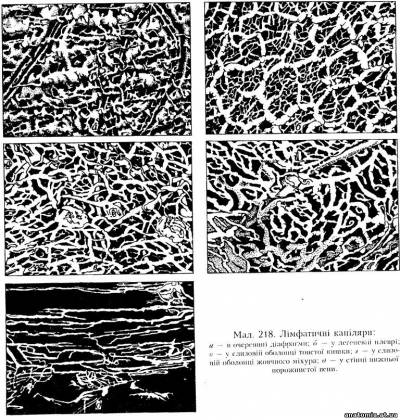 Мал. 218. Лімфатичні капіляри:
а — в очеревині діафрагми; б — у легеневій плеврі;
в — у слизовій оболонці товстої кишки; г — у слизо-
вій оболонці жовчного міхура; д — у стінці нижньої
порожнистої вени.
anatomia.at.ua